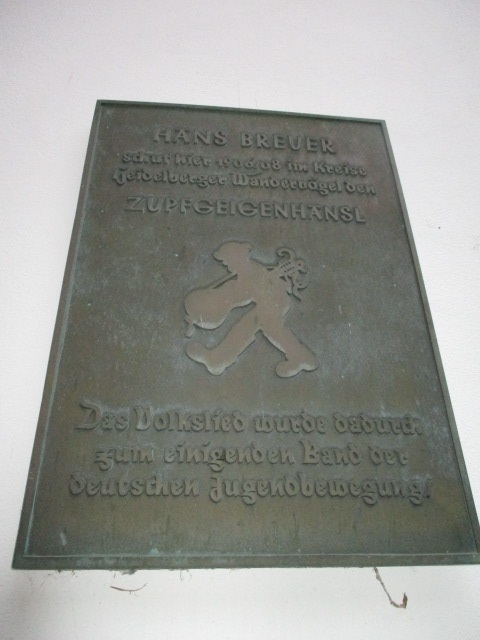 HANS BREUER
schuf hier 1906/08 im Kreise
Heidelberger Wandervögel den
ZUPFGEIGENHANSL
Das Volkslied wurde dadurch
zum einigenden Band der
deutschen Jugendbewegung!